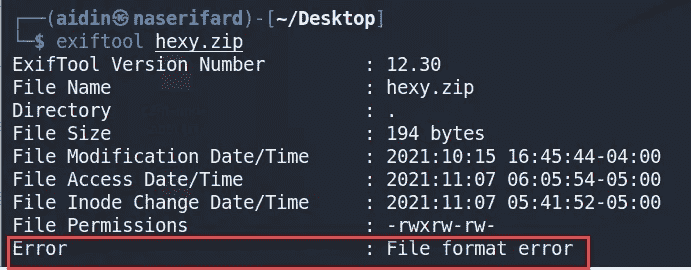 ┌──(aidin㉿naserifard)-[~/Desktop]
└─$ exiftool hexy.zip
ExifTool Version Number         : 12.30
File Name                       : hexy.zip
Directory                       : .
File Size                       : 194 bytes
File Modification Date/Time     : 2021:10:15 16:45:44-04:00
File Access Date/Time           : 2021:11:07 06:05:54-05:00
File Inode Change Date/Time     : 2021:11:07 05:41:52-05:00
File Permissions                : -rwxrw-rw-
Error                           : File format error